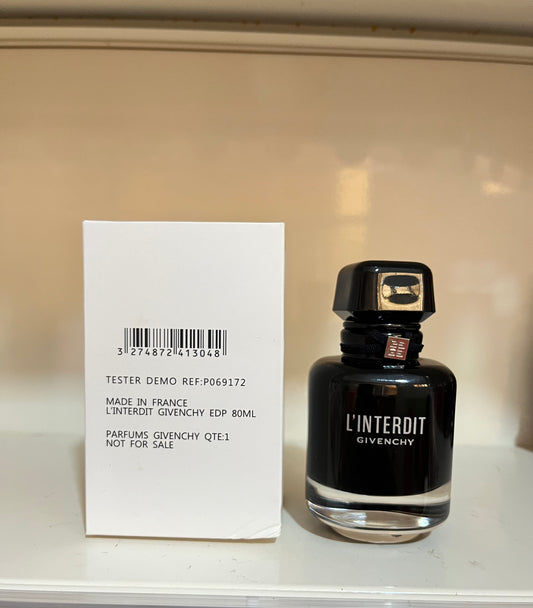 3 274872 413048
TESTER DEMO REF:P069172
MADE IN FRANCE
L'INTERDIT GIVENCHY EDP 80ML
PARFUMS GIVENCHY QTE:1
NOT FOR SALE
L'INTERDIT
GIVENCHY